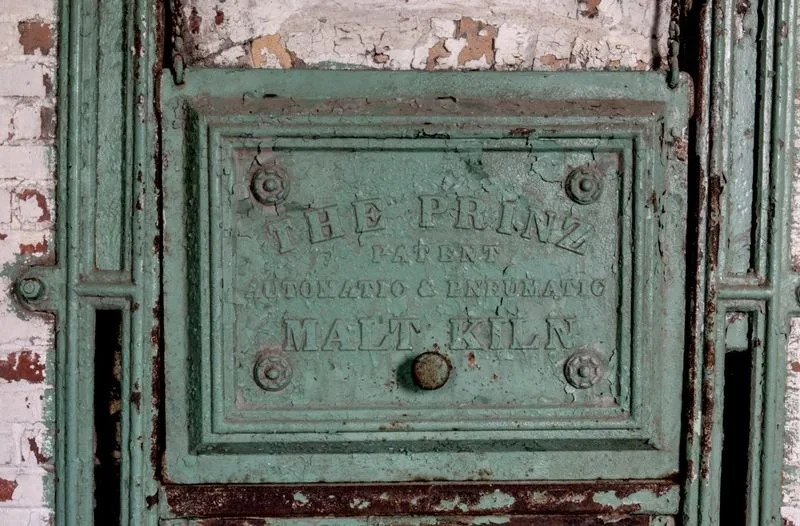 THE PRINZ
PATENT
AUTOMATIC & PNEUMATIC
MALT KILN